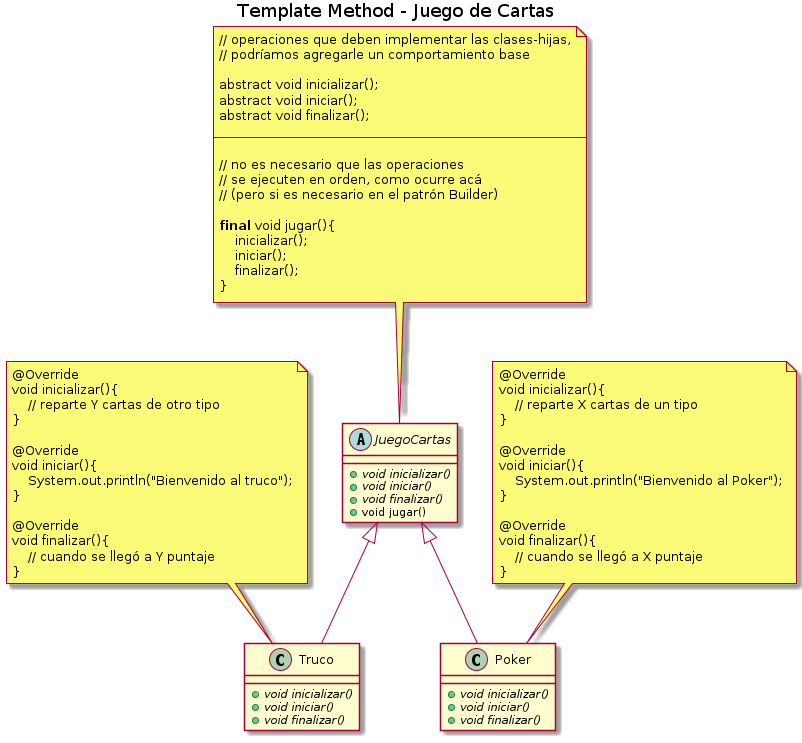 Template Method - Juego de Cartas
// operaciones que deben implementar las clases-hijas,
// podríamos agregarle un comportamiento base
abstract void inicializar();
abstract void iniciar();
abstract void finalizar();
// no es necesario que las operaciones
// se ejecuten en orden, como ocurre acá
// (pero si es necesario en el patrón Builder)
final void jugar(){
inicializar();
iniciar();
finalizar();
}
@Override
void inicializar(){
// reparte Y cartas de otro tipo
}
@Override
void iniciar(){
System.out.println("Bienvenido al truco");
}
@Override
void finalizar(){
// cuando se llegó a Y puntaje
}
@Override
void inicializar(){
// reparte X cartas de un tipo
}
@Override
void iniciar(){
System.out.println("Bienvenido al Poker");
}
@Override
void finalizar(){
// cuando se llegó a X puntaje
}
A JuegoCartas
void inicializar()
void iniciar()
void finalizar()
void jugar()
C Truco
void inicializar()
void iniciar()
void finalizar()
C Poker
void inicializar()
void iniciar()
void finalizar()